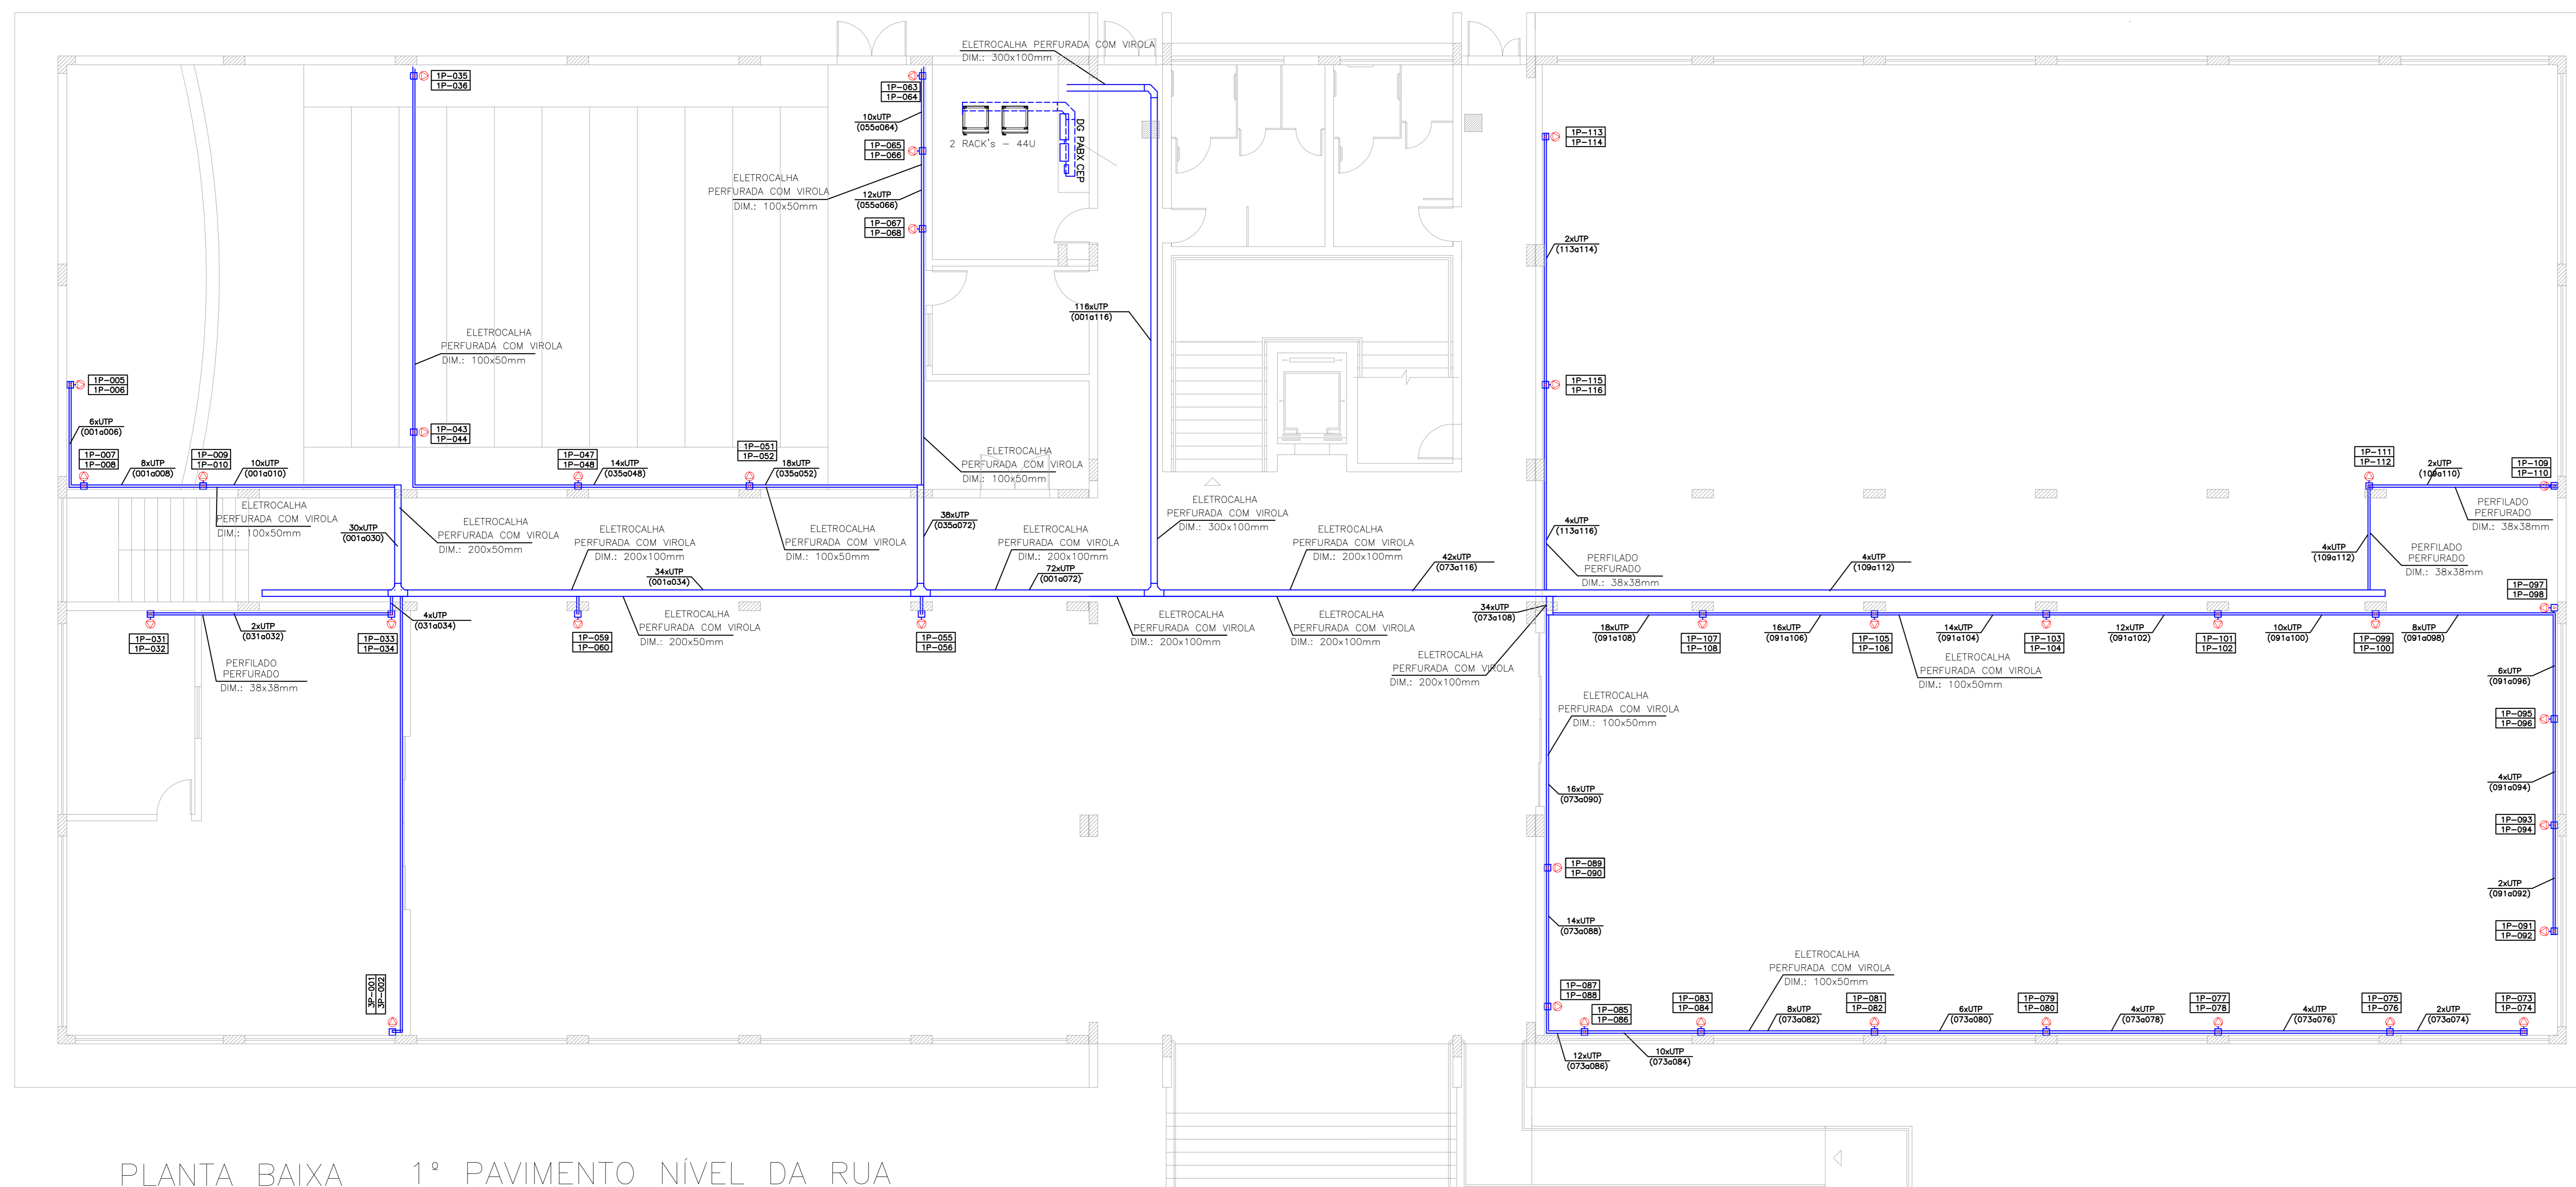 ELETROCALHA PERFURADA COM VIROLA
DIM.: 300x100mm
1P-035
1P-036
1P-063
1P-064
10xUTP
(055a064)
1P-065
1P-066
2 RACK's - 44U
DG PABX CEP
1P-113
1P-114
ELETROCALHA
PERFURADA COM VIROLA
DIM.: 100x50mm
12xUTP
(055a066)
1P-067
1P-068
2xUTP
(113a114)
116xUTP
(001a116)
ELETROCALHA
PERFURADA COM VIROLA
DIM.: 100x50mm
1P-005
1P-006
1P-115
1P-116
6xUTP
(001a006)
1P-043
1P-044
1P-007
1P-008
8xUTP
(001a008)
1P-009
1P-010
10xUTP
(001a010)
1P-047
1P-048
14xUTP
(035a048)
1P-051
1P-052
18xUTP
(035a052)
ELETROCALHA
PERFURADA COM VIROLA
DIM.: 100x50mm
1P-111
1P-112
2xUTP
(109a110)
1P-109
1P-110
ELETROCALHA
PERFURADA COM VIROLA
DIM.: 100x50mm
30xUTP
(001a030)
ELETROCALHA
PERFURADA COM VIROLA
DIM.: 200x50mm
ELETROCALHA
PERFURADA COM VIROLA
DIM.: 200x100mm
ELETROCALHA
PERFURADA COM VIROLA
DIM.: 100x50mm
38xUTP
(035a072)
ELETROCALHA
PERFURADA COM VIROLA
DIM.: 200x100mm
ELETROCALHA
PERFURADA COM VIROLA
DIM.: 300x100mm
ELETROCALHA
PERFURADA COM VIROLA
DIM.: 200x100mm
4xUTP
(113a116)
PERFILADO
PERFURADO
DIM.: 38x38mm
PERFILADO
PERFURADO
DIM.: 38x38mm
4xUTP
(109a112)
PERFILADO
PERFURADO
DIM.: 38x38mm
34xUTP
(001a034)
72xUTP
(001a072)
42xUTP
(073a116)
4xUTP
(109a112)
1P-097
1P-098
2xUTP
(031a032)
4xUTP
(031a034)
1P-031
1P-032
1P-033
1P-034
1P-059
1P-060
ELETROCALHA
PERFURADA COM VIROLA
DIM.: 200x50mm
1P-055
1P-056
ELETROCALHA
PERFURADA COM VIROLA
DIM.: 200x100mm
ELETROCALHA
PERFURADA COM VIROLA
DIM.: 200x100mm
34xUTP
(073a108)
18xUTP
(091a108)
1P-107
1P-108
16xUTP
(091a106)
1P-105
1P-106
14xUTP
(091a104)
1P-103
1P-104
12xUTP
(091a102)
1P-101
1P-102
10xUTP
(091a100)
1P-099
1P-100
8xUTP
(091a098)
PERFILADO
PERFURADO
DIM.: 38x38mm
ELETROCALHA
PERFURADA COM VIROLA
DIM.: 200x100mm
ELETROCALHA
PERFURADA COM VIROLA
DIM.: 100x50mm
6xUTP
(091a096)
ELETROCALHA
PERFURADA COM VIROLA
DIM.: 100x50mm
1P-095
1P-096
16xUTP
(073a090)
4xUTP
(091a094)
1P-093
1P-094
1P-089
1P-090
2xUTP
(091a092)
14xUTP
(073a088)
1P-091
1P-092
3P-001
3P-002
ELETROCALHA
PERFURADA COM VIROLA
DIM.: 100x50mm
1P-087
1P-088
1P-085
1P-086
1P-083
1P-084
8xUTP
(073a082)
1P-081
1P-082
6xUTP
(073a080)
1P-079
1P-080
4xUTP
(073a078)
1P-077
1P-078
4xUTP
(073a076)
1P-075
1P-076
2xUTP
(073a074)
1P-073
1P-074
12xUTP
(073a086)
10xUTP
(073a084)
PLANTA BAIXA 1º PAVIMENTO NÍVEL DA RUA